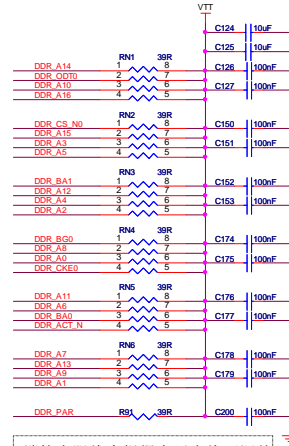 VTT
C124 10uF
C125 10uF
RN1 39R
DDR_A14 1 8 C126 100nF
DDR_ODT0 2 7
DDR_A10 3 6 C127 100nF
DDR_A16 4 5
RN2 39R
DDR_CS_N0 1 8 C150 100nF
DDR_A15 2 7
DDR_A3 3 6 C151 100nF
DDR_A5 4 5
RN3 39R
DDR_BA1 1 8 C152 100nF
DDR_A12 2 7
DDR_A4 3 6 C153 100nF
DDR_A2 4 5
RN4 39R
DDR_BG0 1 8 C174 100nF
DDR_A8 2 7
DDR_A0 3 6 C175 100nF
DDR_CKE0 4 5
RN5 39R
DDR_A11 1 8 C176 100nF
DDR_A6 2 7
DDR_BA0 3 6 C177 100nF
DDR_ACT_N 4 5
RN6 39R
DDR_A7 1 8 C178 100nF
DDR_A13 2 7
DDR_A9 3 6 C179 100nF
DDR_A1 4 5
DDR_PAR R91 39R C200 100nF